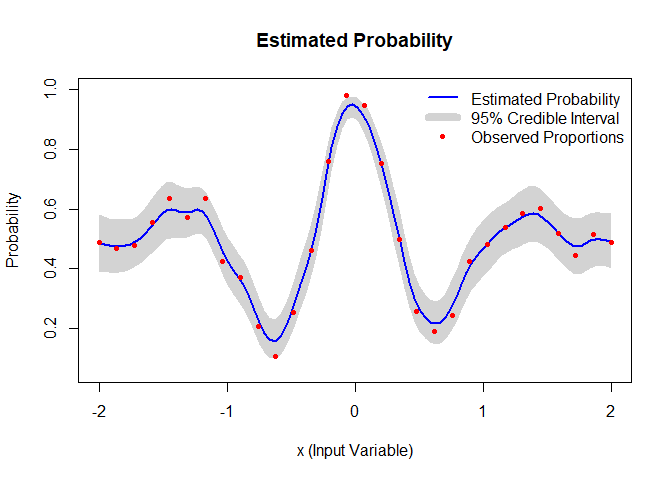 Estimated Probability
Estimated Probability
95% Credible Interval
Observed Proportions
Probability
1.0
0.8
0.6
0.4
0.2
-2 -1 0 1 2
x (Input Variable)